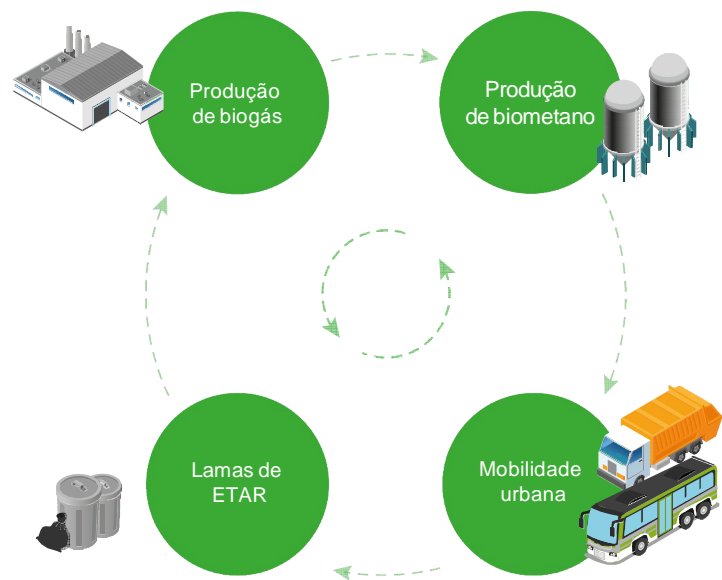 Produção
de biogás
Produção
de biometano
Lamas de
ETAR
Mobilidade
urbana